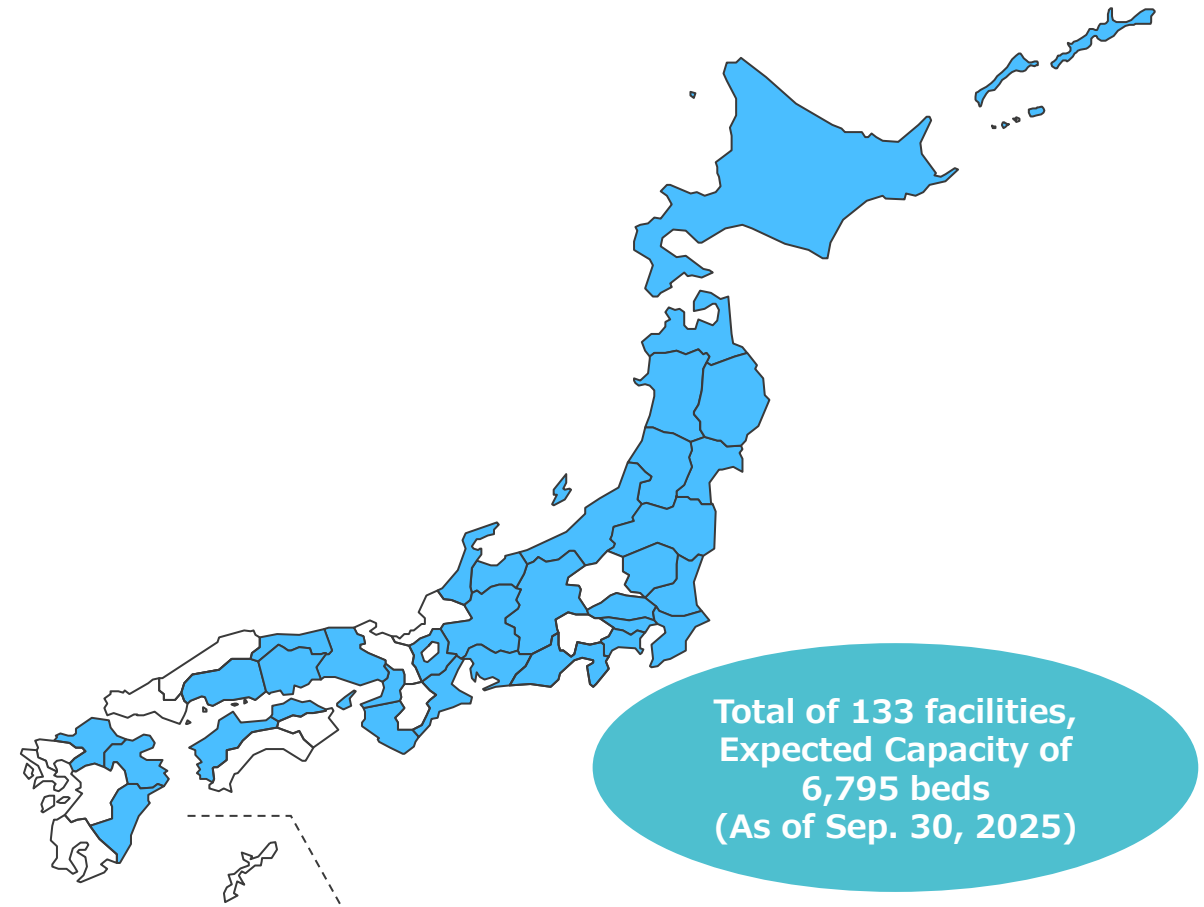 Total of 133 facilities,
Expected Capacity of
6,795 beds
(As of Sep. 30, 2025)